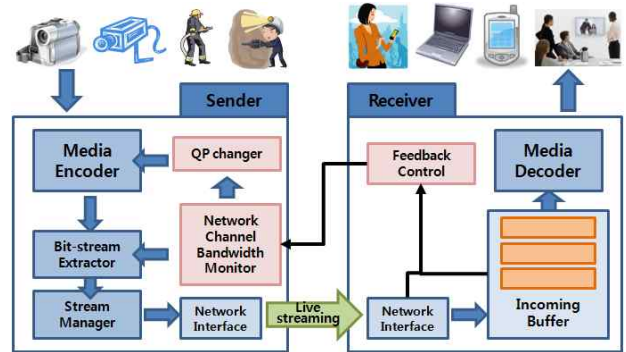 Sender
Receiver
Media
Encoder
QP changer
Network
Channel
Bandwidth
Monitor
Bit-stream
Extractor
Stream
Manager
Network
Interface
Live
streaming
Feedback
Control
Media
Decoder
Network
Interface
Incoming
Buffer